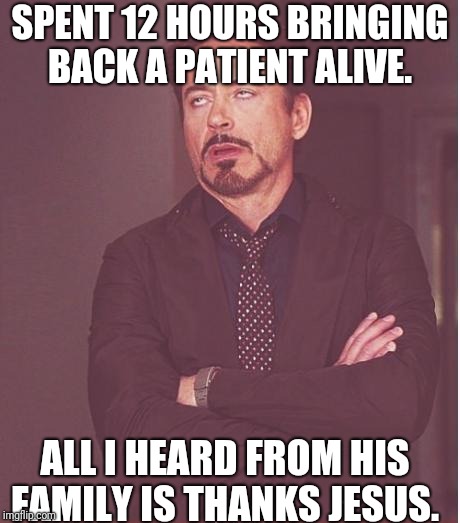 SPENT 12 HOURS BRINGING
BACK A PATIENT ALIVE.
ALL I HEARD FROM HIS
FAMILY IS THANKS JESUS.
imgflip.com